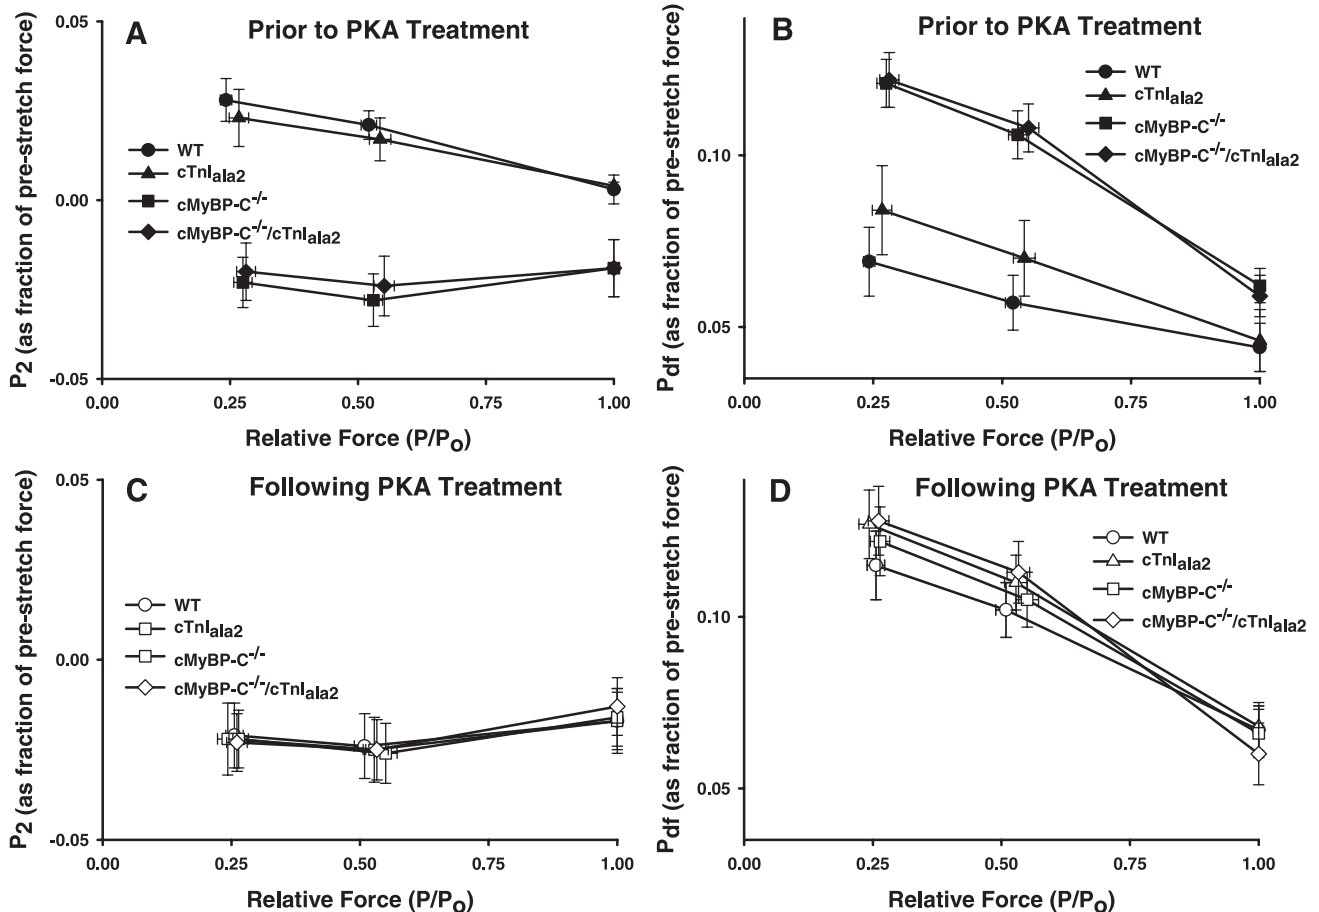 A Prior to PKA Treatment
P2 (as fraction of pre-stretch force)
0.05
0.00
-0.05
WT
cTnIala2
cMyBP-C-/-
cMyBP-C-/-/cTnIala2
0.00 0.25 0.50 0.75 1.00
Relative Force (P/Po)
B Prior to PKA Treatment
Pdf (as fraction of pre-stretch force)
0.10
0.05
WT
cTnIala2
cMyBP-C-/-
cMyBP-C-/-/cTnIala2
0.00 0.25 0.50 0.75 1.00
Relative Force (P/Po)
C Following PKA Treatment
P2 (as fraction of pre-stretch force)
0.05
0.00
-0.05
WT
cTnIala2
cMyBP-C-/-
cMyBP-C-/-/cTnIala2
0.00 0.25 0.50 0.75 1.00
Relative Force (P/Po)
D Following PKA Treatment
Pdf (as fraction of pre-stretch force)
0.10
0.05
WT
cTnIala2
cMyBP-C-/-
cMyBP-C-/-/cTnIala2
0.00 0.25 0.50 0.75 1.00
Relative Force (P/Po)